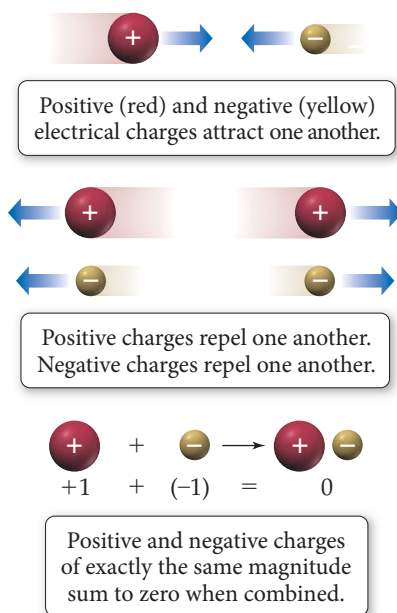 + −
Positive (red) and negative (yellow)
electrical charges attract one another.
+ +
− −
Positive charges repel one another.
Negative charges repel one another.
+ + − ⟶ + −
+1 + (−1) = 0
Positive and negative charges
of exactly the same magnitude
sum to zero when combined.